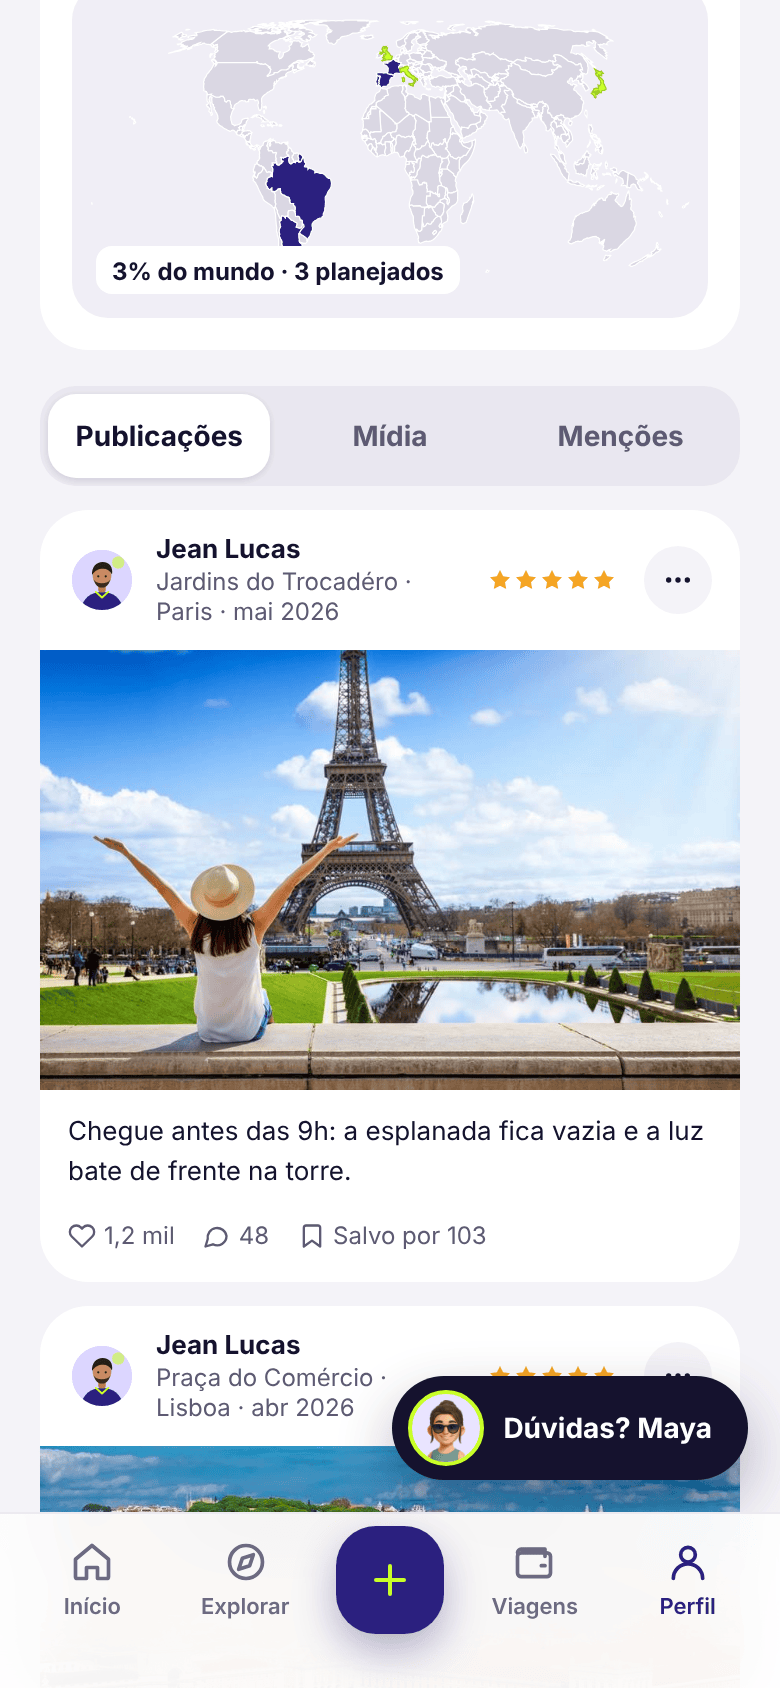 3% do mundo · 3 planejados
Publicações
Mídia
Menções
Jean Lucas
Jardins do Trocadéro ·
Paris · mai 2026
Chegue antes das 9h: a esplanada fica vazia e a luz
bate de frente na torre.
1,2 mil
48
Salvo por 103
Jean Lucas
Praça do Comércio ·
Lisboa · abr 2026
Dúvidas? Maya
Início
Explorar
Viagens
Perfil